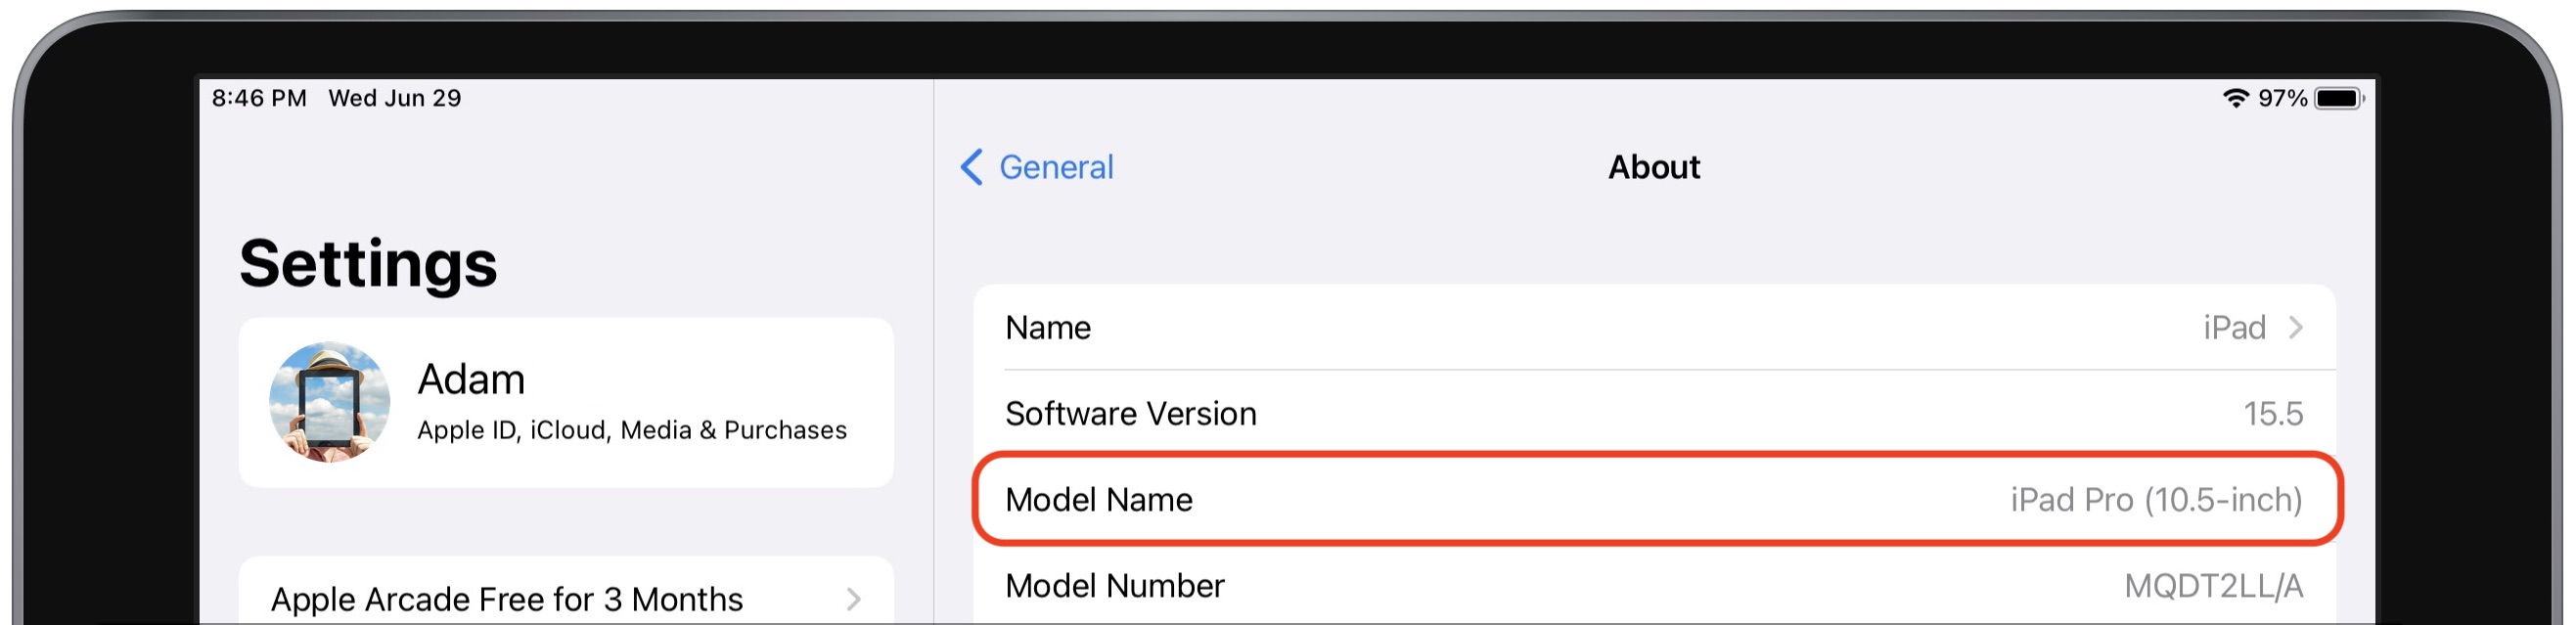 8:46 PM Wed Jun 29
97%
Settings
Adam
Apple ID, iCloud, Media & Purchases
Apple Arcade Free for 3 Months
General
About
Name iPad
Software Version 15.5
Model Name iPad Pro (10.5-inch)
Model Number MQDT2LL/A